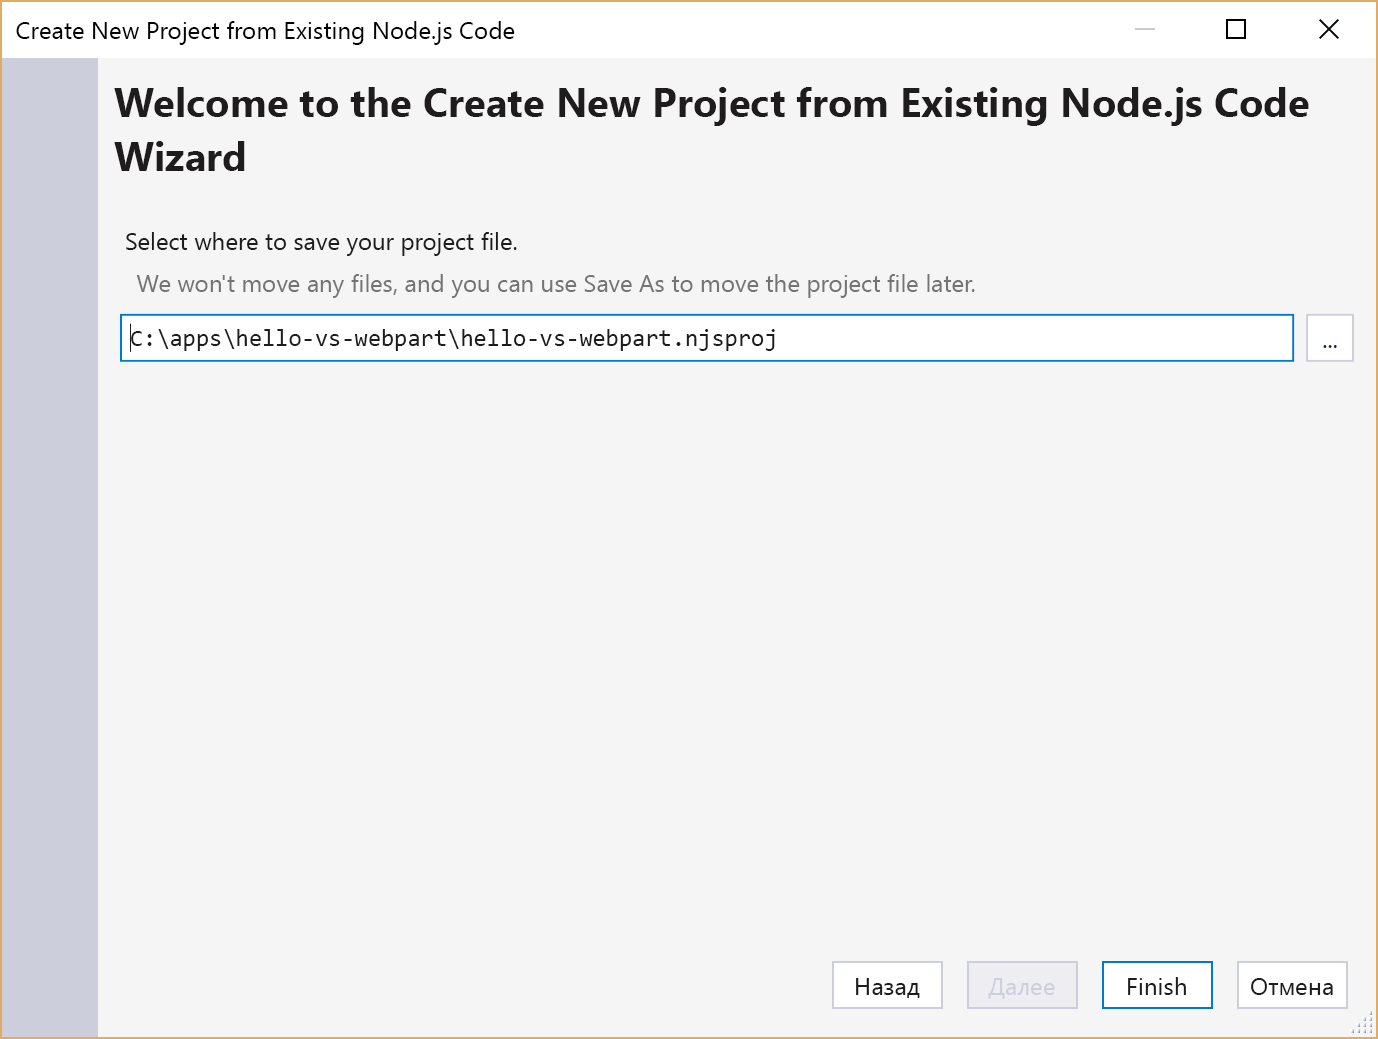 Create New Project from Existing Node.js Code
Welcome to the Create New Project from Existing Node.js Code
Wizard
Select where to save your project file.
We won't move any files, and you can use Save As to move the project file later.
C:\apps\hello-vs-webpart\hello-vs-webpart.njsproj
...
Назад
Далее
Finish
Отмена